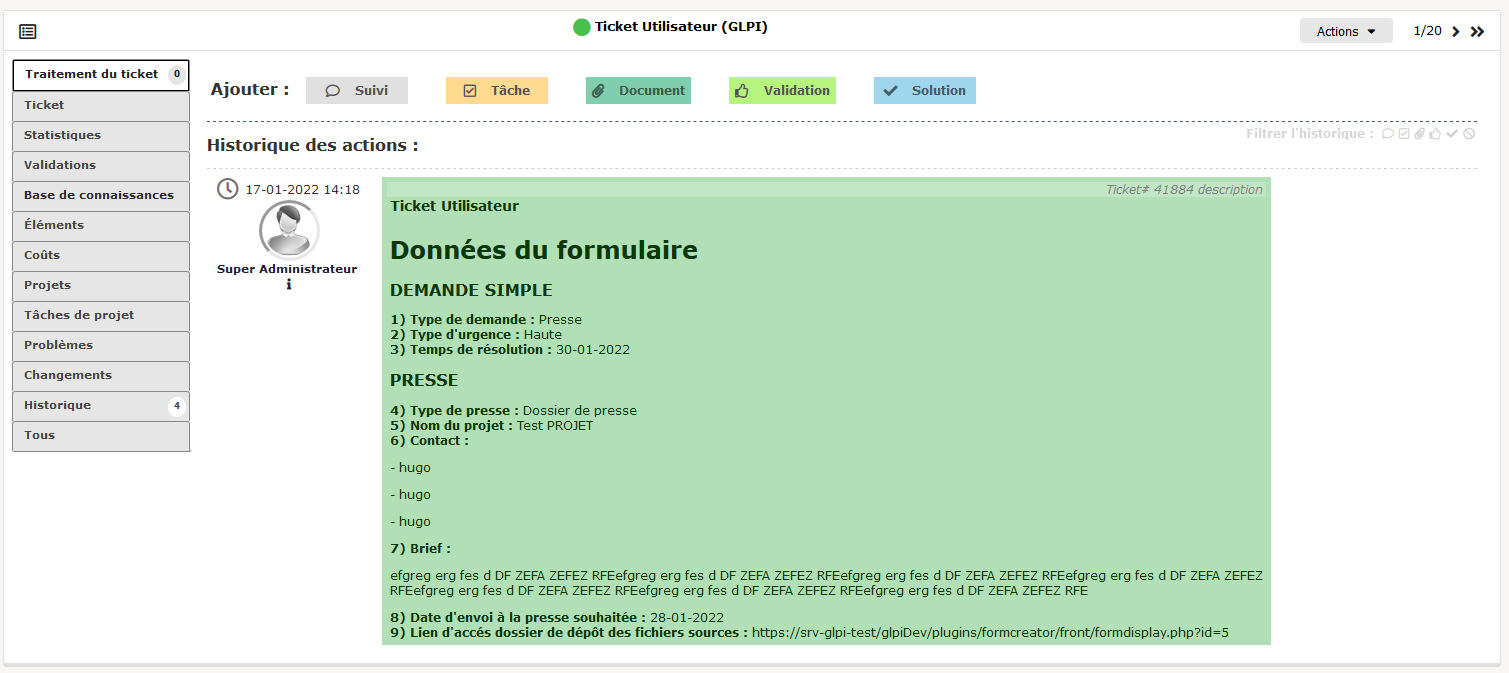 Ticket Utilisateur (GLPI)
Actions
1/20
Traitement du ticket 0
Ticket
Statistiques
Validations
Base de connaissances
Éléments
Coûts
Projets
Tâches de projet
Problèmes
Changements
Historique 4
Tous
Ajouter : Suivi Tâche Document Validation Solution
Filtrer l'historique :
Historique des actions :
17-01-2022 14:18
Super Administrateur
Ticket# 41884 description
Ticket Utilisateur
Données du formulaire
DEMANDE SIMPLE
1) Type de demande : Presse
2) Type d'urgence : Haute
3) Temps de résolution : 30-01-2022
PRESSE
4) Type de presse : Dossier de presse
5) Nom du projet : Test PROJET
6) Contact :
- hugo
- hugo
- hugo
7) Brief :
efgreg erg fes d DF ZEFA ZEFEZ RFEefgreg erg fes d DF ZEFA ZEFEZ RFEefgreg erg fes d DF ZEFA ZEFEZ RFEefgreg erg fes d DF ZEFA ZEFEZ
RFEefgreg erg fes d DF ZEFA ZEFEZ RFEefgreg erg fes d DF ZEFA ZEFEZ RFEefgreg erg fes d DF ZEFA ZEFEZ RFE
8) Date d'envoi à la presse souhaitée : 28-01-2022
9) Lien d'accés dossier de dépôt des fichiers sources : https://srv-glpi-test/glpiDev/plugins/formcreator/front/formdisplay.php?id=5